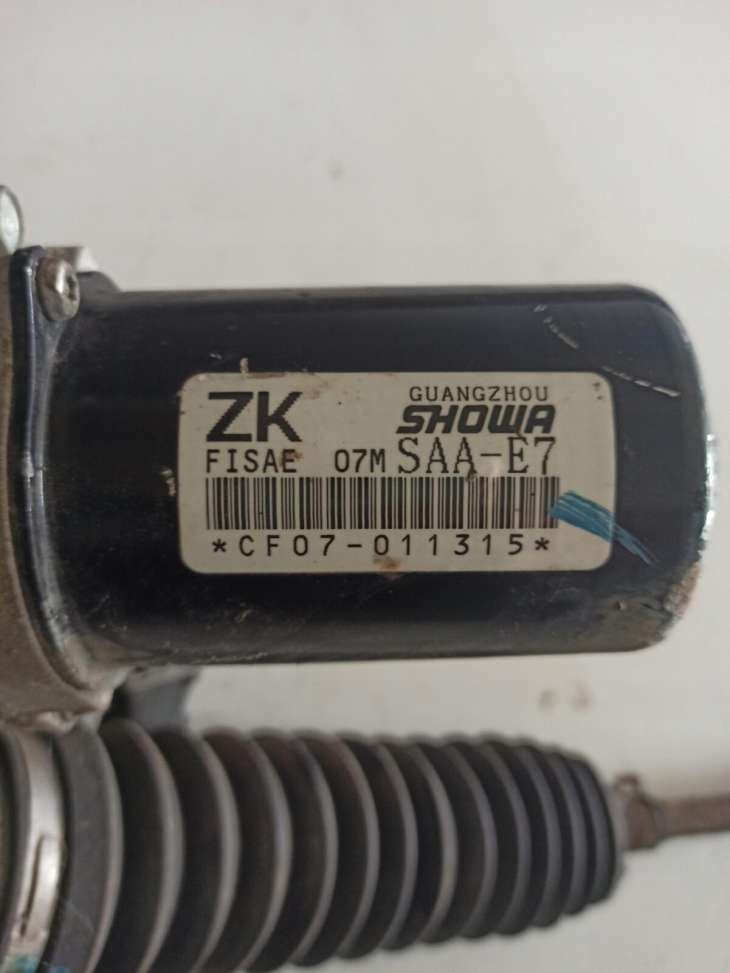 ZK
GUANGZHOU
SHOWA
FISAE 07M SAA-E7
*CF07-011315*